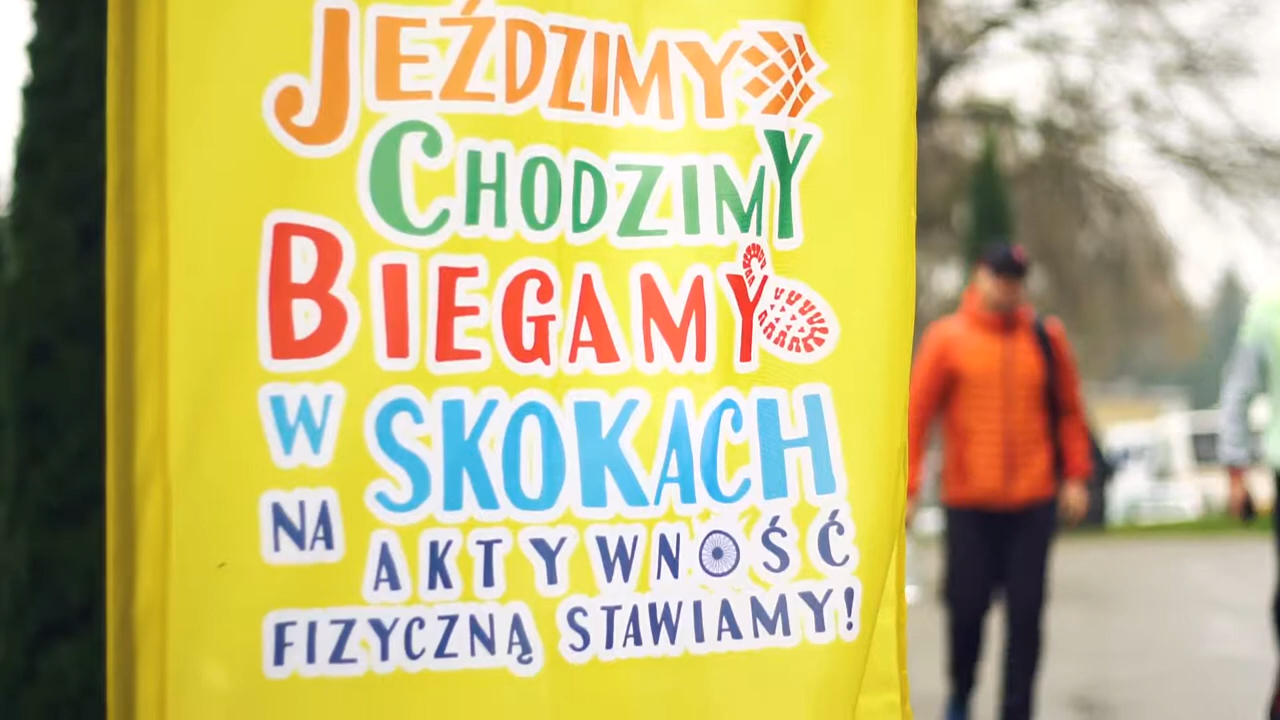 JEŹDZIMY
CHODZIMY
BIEGAMY
W SKOKACH
NA AKTYWNOŚĆ
FIZYCZNĄ STAWIAMY!